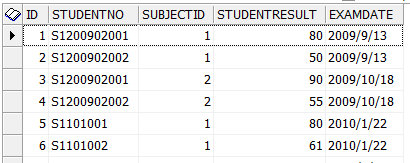 ID STUDENTNO SUBJECTID STUDENTRESULT EXAMDATE
1 S1200902001 1 80 2009/9/13
2 S1200902002 1 50 2009/9/13
3 S1200902001 2 90 2009/10/18
4 S1200902002 2 55 2009/10/18
5 S1101001 1 80 2010/1/22
6 S1101002 1 61 2010/1/22